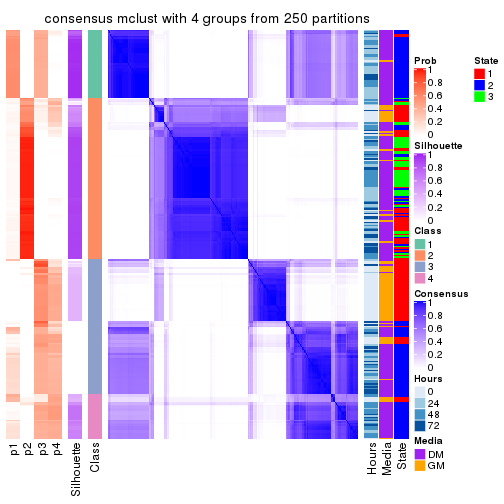 consensus mclust with 4 groups from 250 partitions
p1
p2
p3
p4
Silhouette
Class
Hours
Media
State
Prob
1
0.8
0.6
0.4
0.2
0
Silhouette
1
0.8
0.6
0.4
0.2
0
Class
1
2
3
4
Consensus
1
0.8
0.6
0.4
0.2
0
Hours
0
24
48
72
Media
DM
GM
State
1
2
3